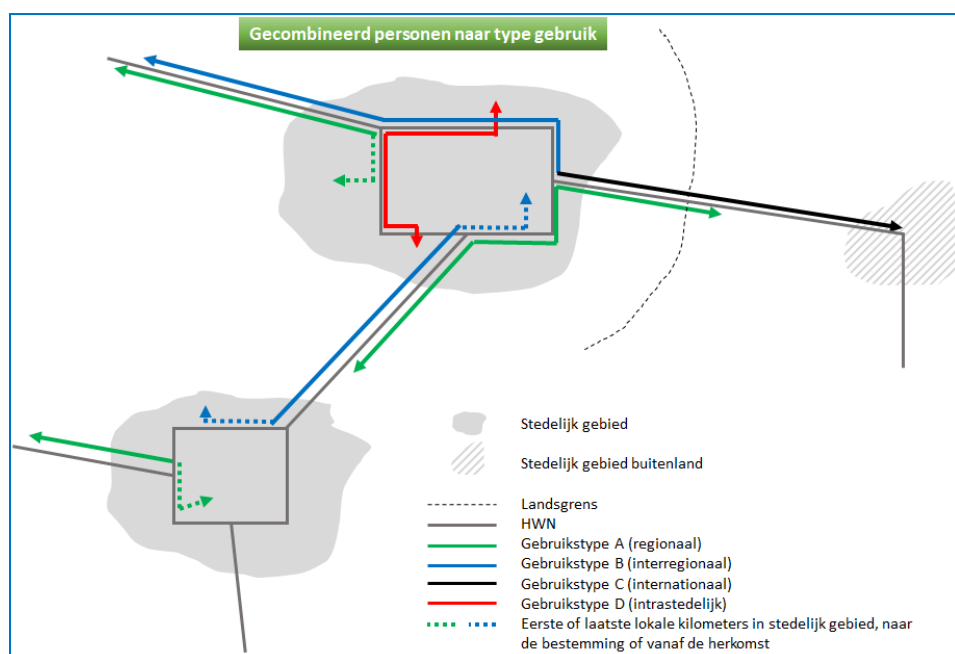 Gecombineerd personen naar type gebruik
Stedelijk gebied
Stedelijk gebied buitenland
Landsgrens
HWN
Gebruikstype A (regionaal)
Gebruikstype B (interregionaal)
Gebruikstype C (internationaal)
Gebruikstype D (intrastedelijk)
Eerste of laatste lokale kilometers in stedelijk gebied, naar
de bestemming of vanaf de herkomst